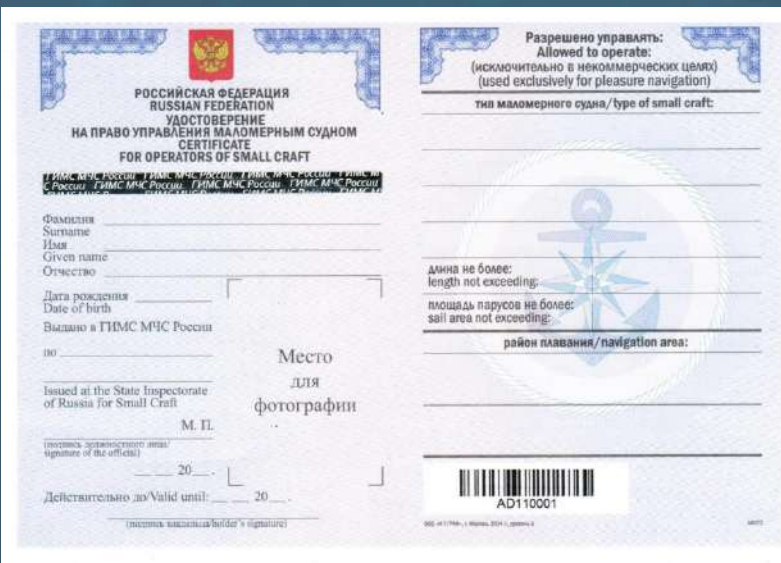 РОССИЙСКАЯ ФЕДЕРАЦИЯ
RUSSIAN FEDERATION
УДОСТОВЕРЕНИЕ
НА ПРАВО УПРАВЛЕНИЯ МАЛОМЕРНЫМ СУДНОМ
CERTIFICATE
FOR OPERATORS OF SMALL CRAFT
С России ГИМС МЧС России ГИМС МЧС России ГИМС МЧС России
Фамилия
Surname
Имя
Given name
Отчество
Дата рождения
Date of birth
Выдано в ГИМС МЧС России
по
Issued at the State Inspectorate
of Russia for Small Craft
М. П.
(подпись должностного лица/
signature of the official)
20 .
Действительно до/Valid until: 20 .
(подпись владельца/holder's signature)
Место
для
фотографии
Разрешено управлять:
Allowed to operate:
(исключительно в некоммерческих целях)
(used exclusively for pleasure navigation)
тип маломерного судна/type of small craft:
длина не более:
length not exceeding:
площадь парусов не более:
sail area not exceeding:
район плавания/navigation area:
AD110001